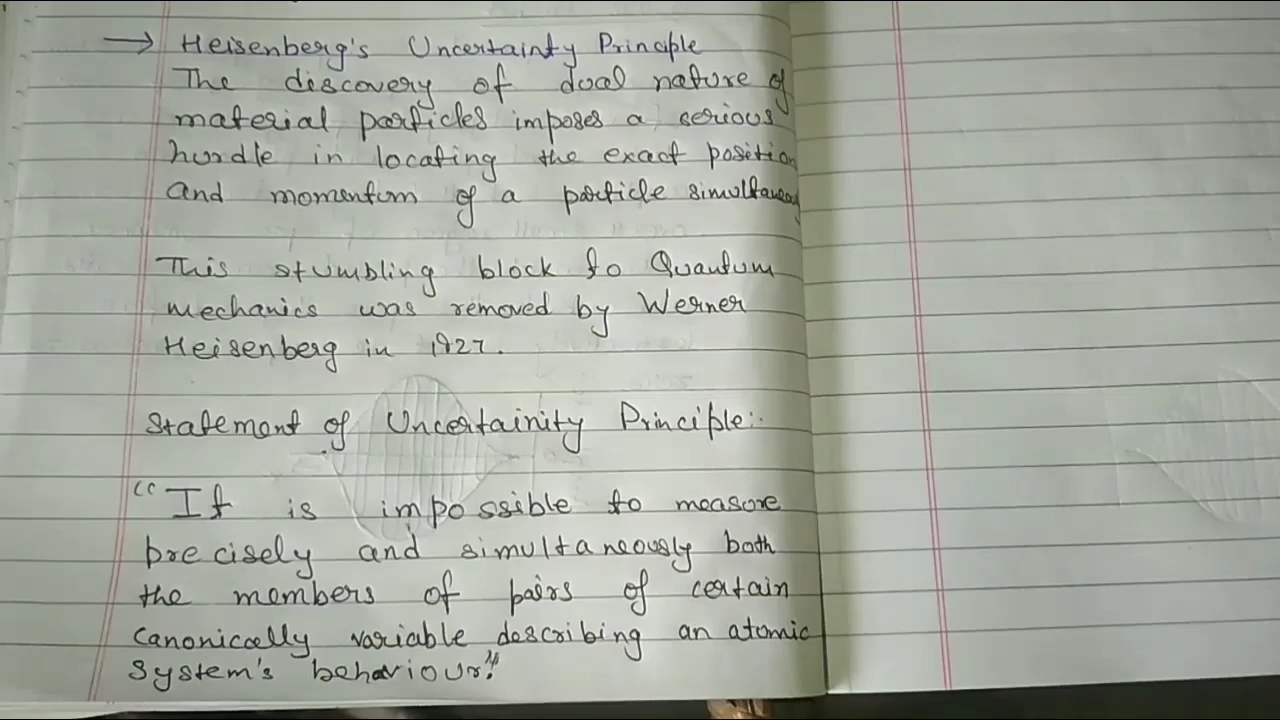 → Heisenberg's Uncertainty Principle
The discovery of dual nature of
material particles imposes a serious
hurdle in locating the exact position
and momentum of a particle simultaneously
This stumbling block to Quantum
mechanics was removed by Werner
Heisenberg in 1927.
Statement of Uncertainity Principle:-
"It is impossible to measure
precisely and simultaneously both
the members of pairs of certain
canonically variable describing an atomic
system's behaviour."